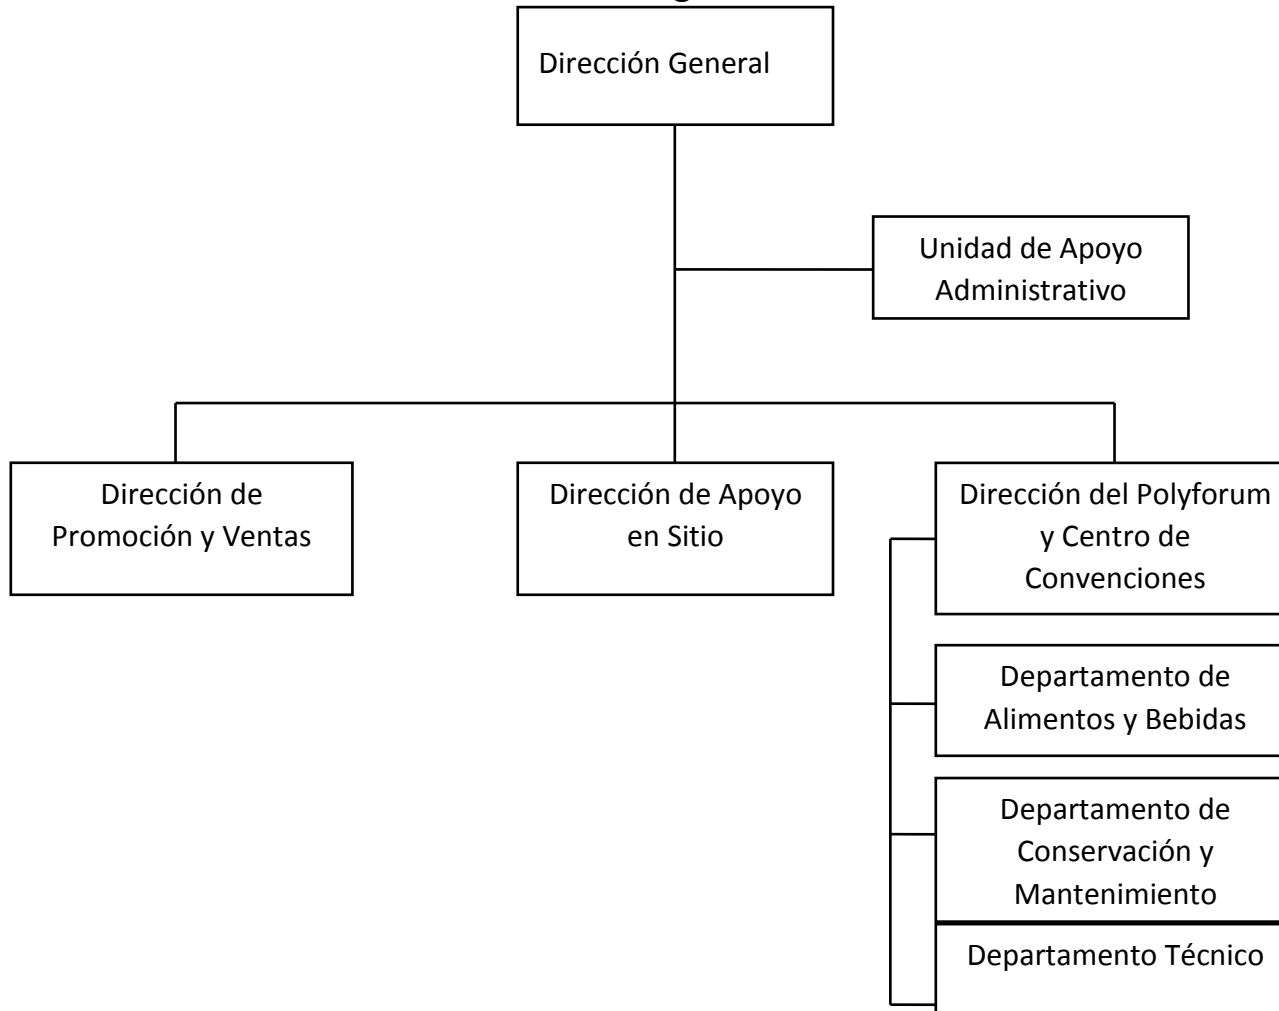 Dirección General
Unidad de Apoyo
Administrativo
Dirección de
Promoción y Ventas
Dirección de Apoyo
en Sitio
Dirección del Polyforum
y Centro de
Convenciones
Departamento de
Alimentos y Bebidas
Departamento de
Conservación y
Mantenimiento
Departamento Técnico